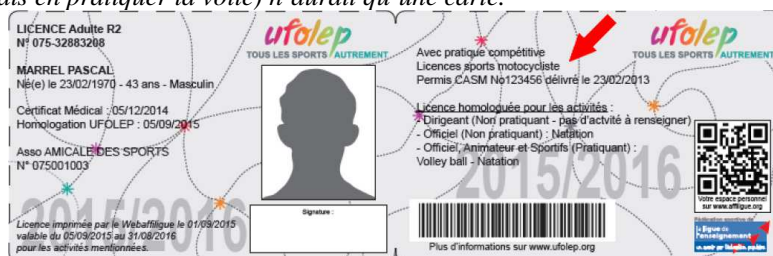 ais en pratiquer la voile) n'aurait qu'une carte.
LICENCE Adulte R2
N° 075-32883208
ufolep
TOUS LES SPORTS AUTREMENT
MARREL PASCAL
Né(e) le 23/02/1970 - 43 ans - Masculin
Certificat Médical : 05/12/2014
Homologation UFOLEP : 05/09/2015
Asso AMICALE DES SPORTS
N° 075001003
2015/2016
Licence imprimée par le Webaffiligue le 01/09/2015
valable du 05/09/2015 au 31/08/2016
pour les activités mentionnées.
Signature :
ufolep
TOUS LES SPORTS AUTREMENT
Avec pratique compétitive
Licences sports motocycliste
Permis CASM No123456 délivré le 23/02/2013
Licence homologuée pour les activités :
- Dirigeant (Non pratiquant - pas d'actvité à renseigner)
- Officiel (Non pratiquant) : Natation
- Officiel, Animateur et Sportifs (Pratiquant) :
Volley ball - Natation
2015/2016
Plus d'informations sur www.ufolep.org
Votre espace personnel
sur www.affiligue.org
la ligue de
l'enseignement